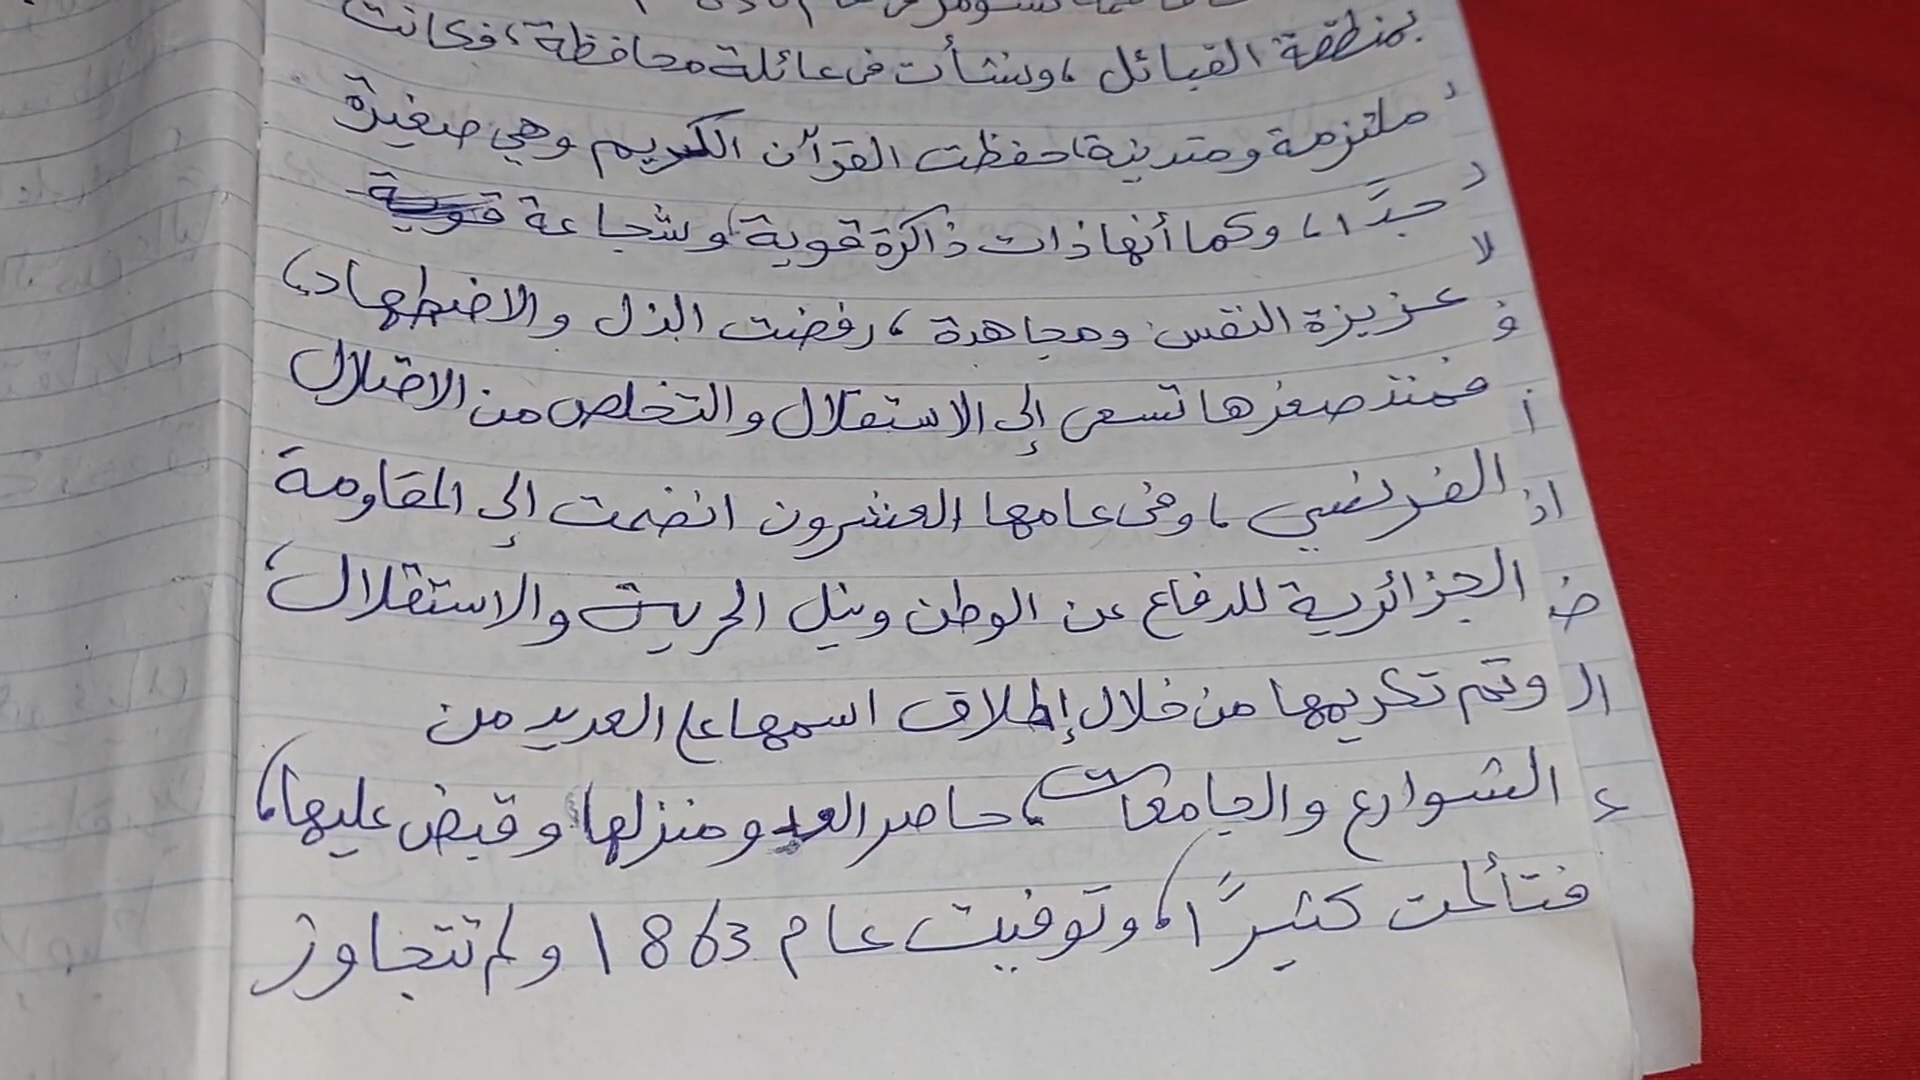 بمنطقة القبائل ، ونشأت في عائلة محافظة ، فكانت
ملتزمة ومتدينة ، حفظت القرآن الكريم وهي صغيرة
جدًّا ، وكما أنها ذات ذاكرة قوية ، وشجاعة قوية
عزيزة النفس ومجاهدة ، رفضت الذل والاضطهاد ،
فمنذ صغرها تسعى إلى الاستقلال والتخلص من الاحتلال
الفرنسي ، وفي عامها العشرون انضمت إلى المقاومة
الجزائرية للدفاع عن الوطن ونيل الحرية والاستقلال ،
وتم تكريمها من خلال إطلاق اسمها على العديد من
الشوارع والجامعات ، حاصر العدو منزلها وقبض عليها ،
فتألمت كثيرًا ، وتوفيت عام 1863 ولم تتجاوز